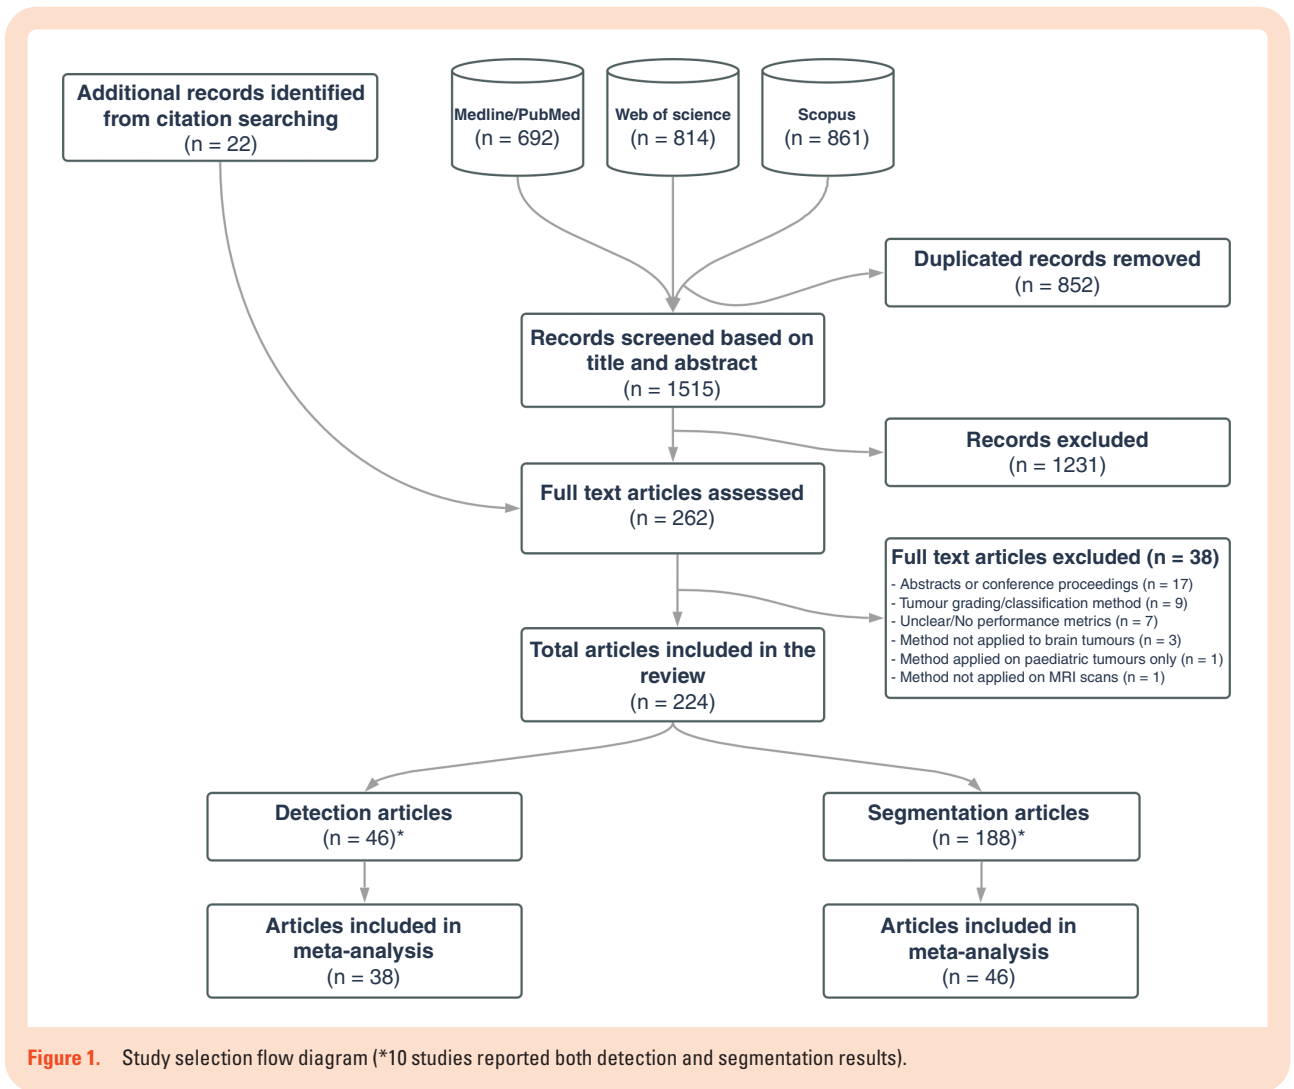 Additional records identified
from citation searching
(n = 22)
Medline/PubMed
(n = 692)
Web of science
(n = 814)
Scopus
(n = 861)
Duplicated records removed
(n = 852)
Records screened based on
title and abstract
(n = 1515)
Records excluded
(n = 1231)
Full text articles assessed
(n = 262)
Full text articles excluded (n = 38)
- Abstracts or conference proceedings (n = 17)
- Tumour grading/classification method (n = 9)
- Unclear/No performance metrics (n = 7)
- Method not applied to brain tumours (n = 3)
- Method applied on paediatric tumours only (n = 1)
- Method not applied on MRI scans (n = 1)
Total articles included in the
review
(n = 224)
Detection articles
(n = 46)*
Segmentation articles
(n = 188)*
Articles included in
meta-analysis
(n = 38)
Articles included in
meta-analysis
(n = 46)
Figure 1. Study selection flow diagram (*10 studies reported both detection and segmentation results).